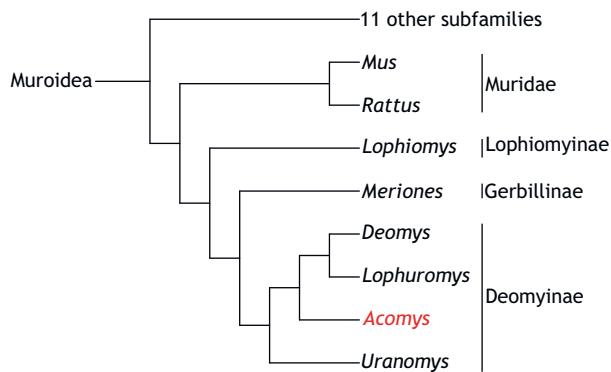 11 other subfamilies
Muroidea
Mus
Muridae
Rattus
Lophiomys
Lophiomyinae
Meriones
Gerbillinae
Deomys
Lophuromys
Deomyinae
Acomys
Uranomys